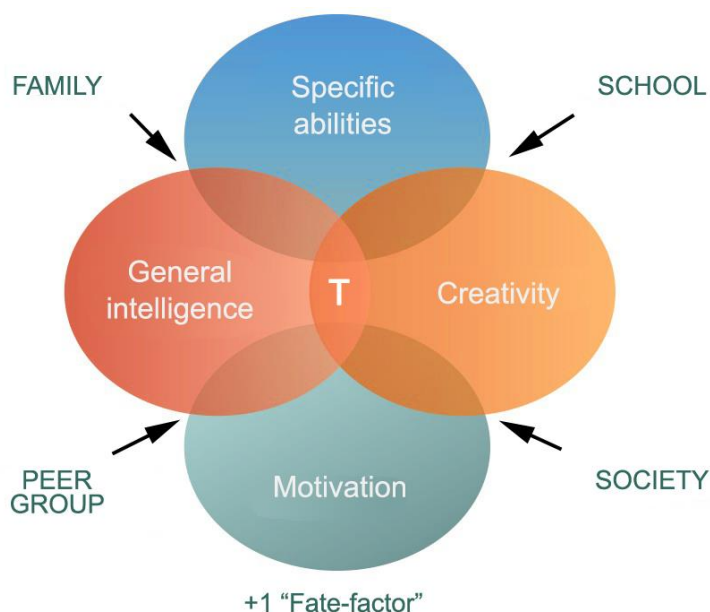 FAMILY
SCHOOL
Specific
abilities
General
intelligence
T
Creativity
PEER
GROUP
Motivation
SOCIETY
+1 “Fate-factor”